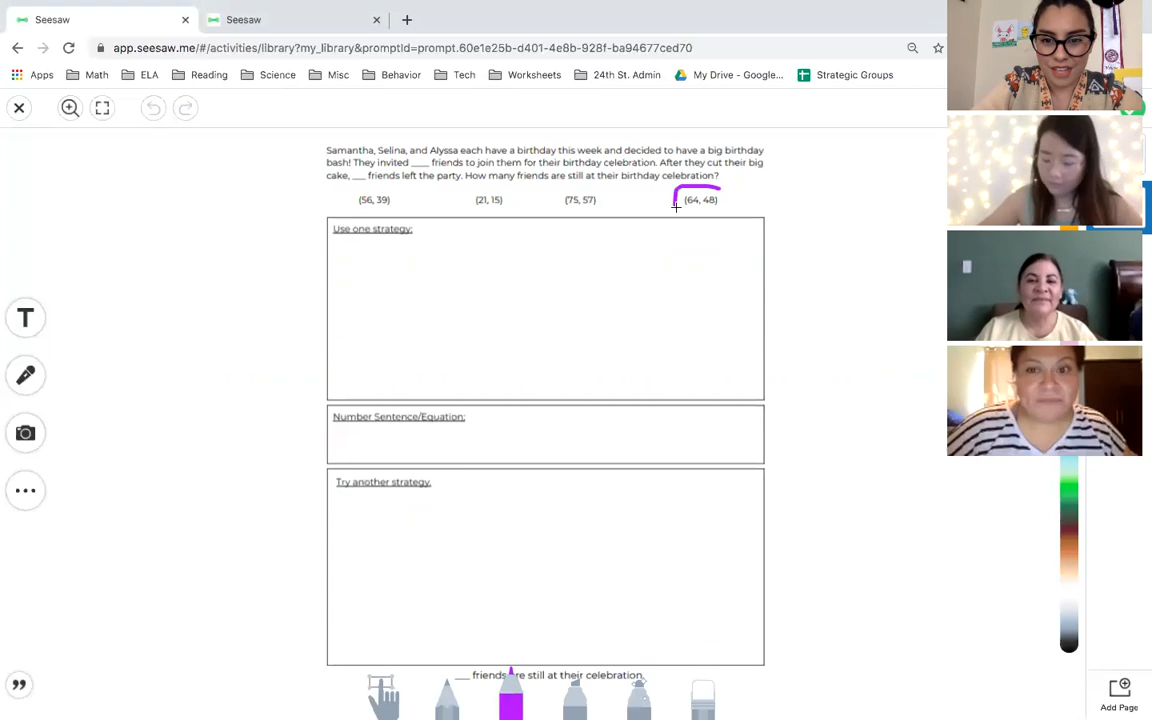 Seesaw
Seesaw
app.seesaw.me/#/activities/library?my_library&promptId=prompt.60e1e25b-d401-4e8b-928f-ba94677ced70
Apps Math ELA Reading Science Misc Behavior Tech Worksheets 24th St. Admin My Drive - Google... Strategic Groups
Samantha, Selina, and Alyssa each have a birthday this week and decided to have a big birthday
bash! They invited ____ friends to join them for their birthday celebration. After they cut their big
cake, ___ friends left the party. How many friends are still at their birthday celebration?
(56, 39) (21, 15) (75, 57) (64, 48)
Use one strategy:
T
Number Sentence/Equation:
Try another strategy.
___ friends are still at their celebration.
Add Page